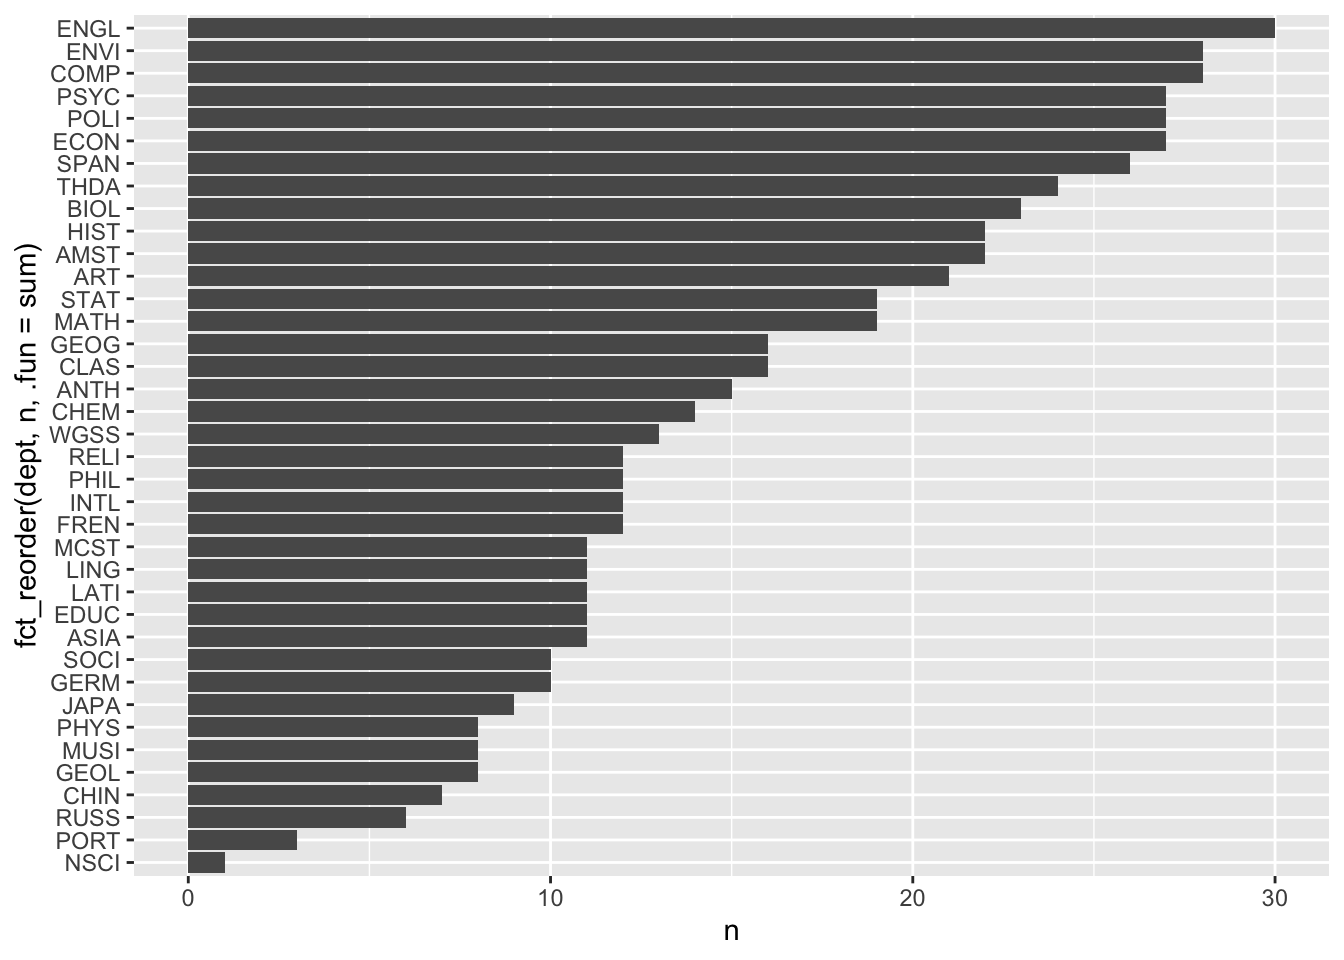 fct_reorder(dept, n, .fun = sum)
ENGL
ENVI
COMP
PSYC
POLI
ECON
SPAN
THDA
BIOL
HIST
AMST
ART
STAT
MATH
GEOG
CLAS
ANTH
CHEM
WGSS
RELI
PHIL
INTL
FREN
MCST
LING
LATI
EDUC
ASIA
SOCI
GERM
JAPA
PHYS
MUSI
GEOL
CHIN
RUSS
PORT
NSCI
0 10 20 30
n